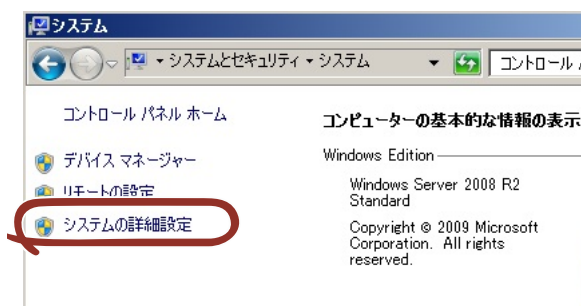 システム
システムとセキュリティ ▾ システム
コントロール
コントロール パネル ホーム
デバイス マネージャー
リモートの設定
システムの詳細設定
コンピューターの基本的な情報の表示
Windows Edition
Windows Server 2008 R2
Standard
Copyright © 2009 Microsoft
Corporation. All rights
reserved.